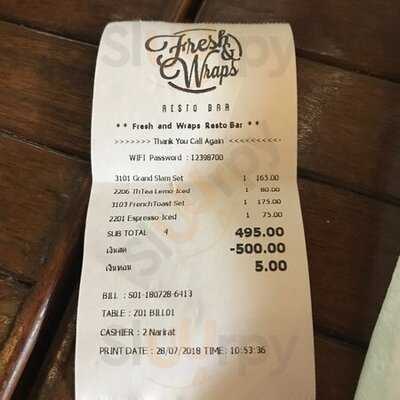 Fresh
&
Wraps
RESTO BAR
** Fresh and Wraps Resto Bar **
>>>>>>> Thank You Call Again <<<<<<<<<
WIFI Password : 12398700
3101 Grand Slam Set 1 165.00
2206 ThTea Lemo Iced 1 80.00
3103 FrenchToast Set 1 175.00
2201 Espresso Iced 1 75.00
SUB TOTAL 4 495.00
เงินสด -500.00
เงินทอน 5.00
BILL : S01-180728-6413
TABLE : Z01 BILL01
CASHIER : 2 Narirat
PRINT DATE : 28/07/2018 TIME: 10:53:36